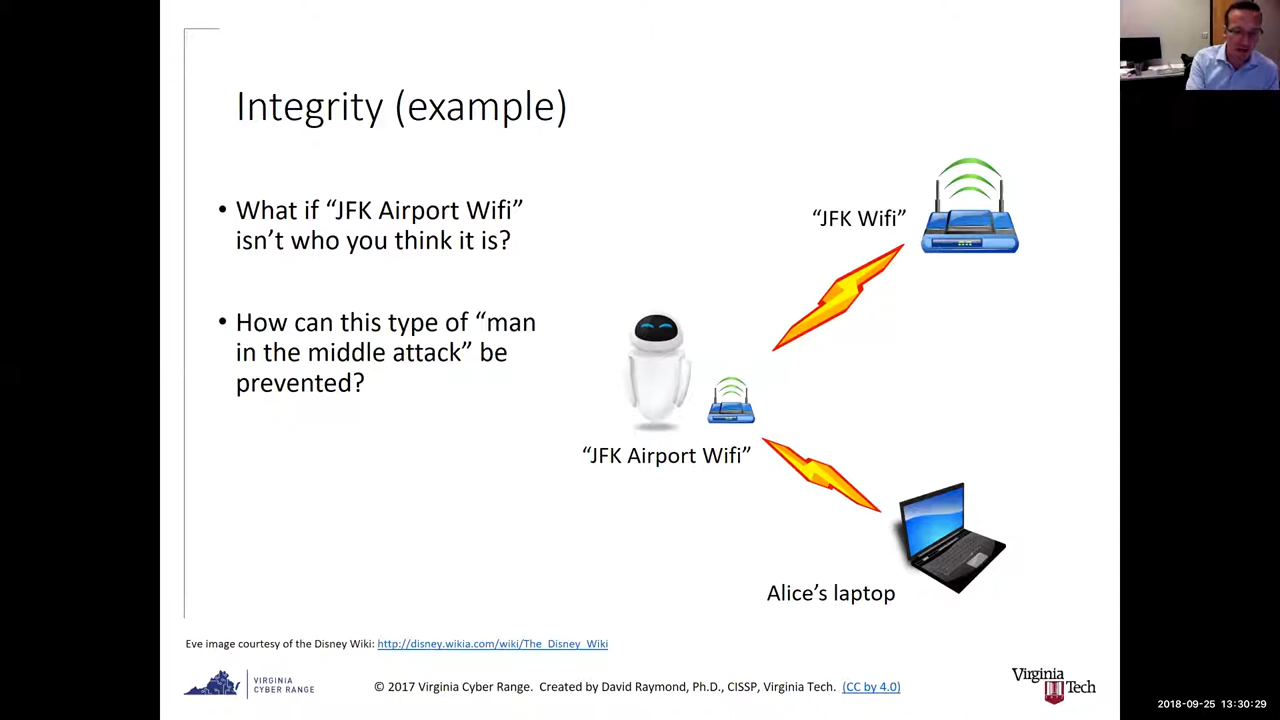 Integrity (example)
• What if “JFK Airport Wifi”
isn’t who you think it is?
• How can this type of “man
in the middle attack” be
prevented?
“JFK Wifi”
“JFK Airport Wifi”
Alice’s laptop
Eve image courtesy of the Disney Wiki: http://disney.wikia.com/wiki/The_Disney_Wiki
VIRGINIA
CYBER RANGE
© 2017 Virginia Cyber Range. Created by David Raymond, Ph.D., CISSP, Virginia Tech. (CC by 4.0)
Virginia
Tech
2018-09-25 13:30:29